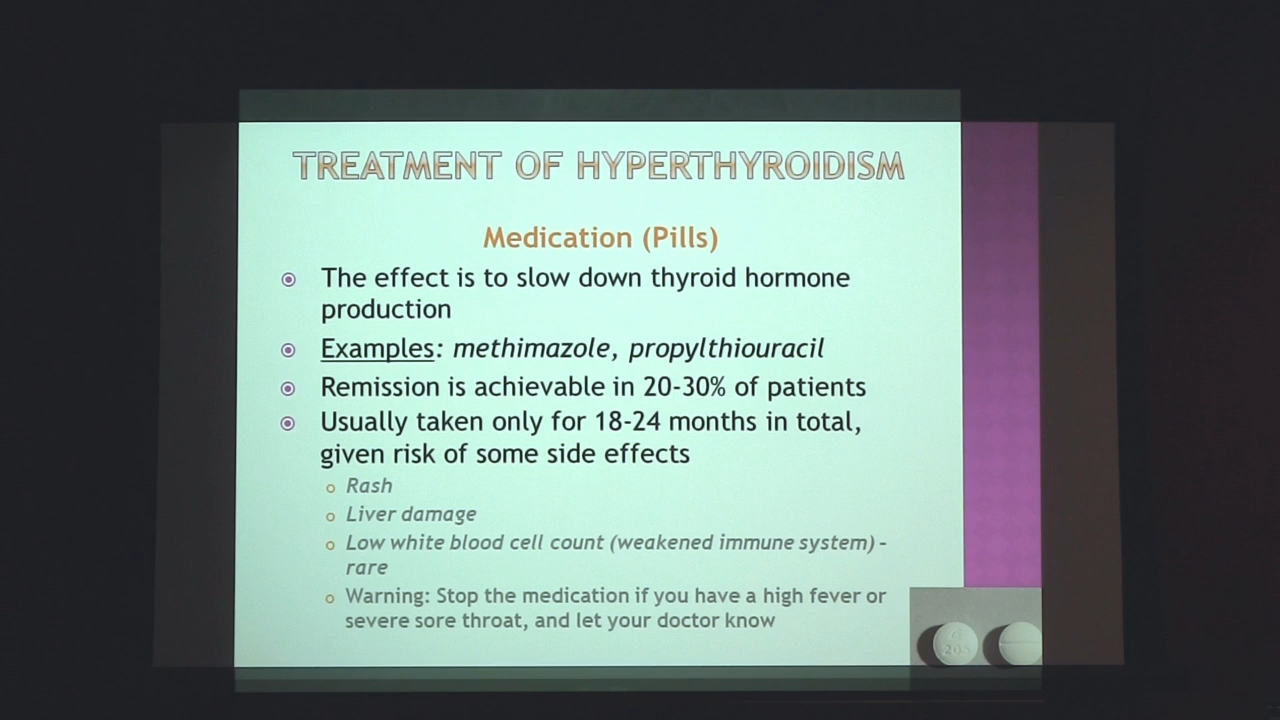 TREATMENT OF HYPERTHYROIDISM
Medication (Pills)
The effect is to slow down thyroid hormone
production
Examples: methimazole, propylthiouracil
Remission is achievable in 20-30% of patients
Usually taken only for 18-24 months in total,
given risk of some side effects
Rash
Liver damage
Low white blood cell count (weakened immune system) –
rare
Warning: Stop the medication if you have a high fever or
severe sore throat, and let your doctor know